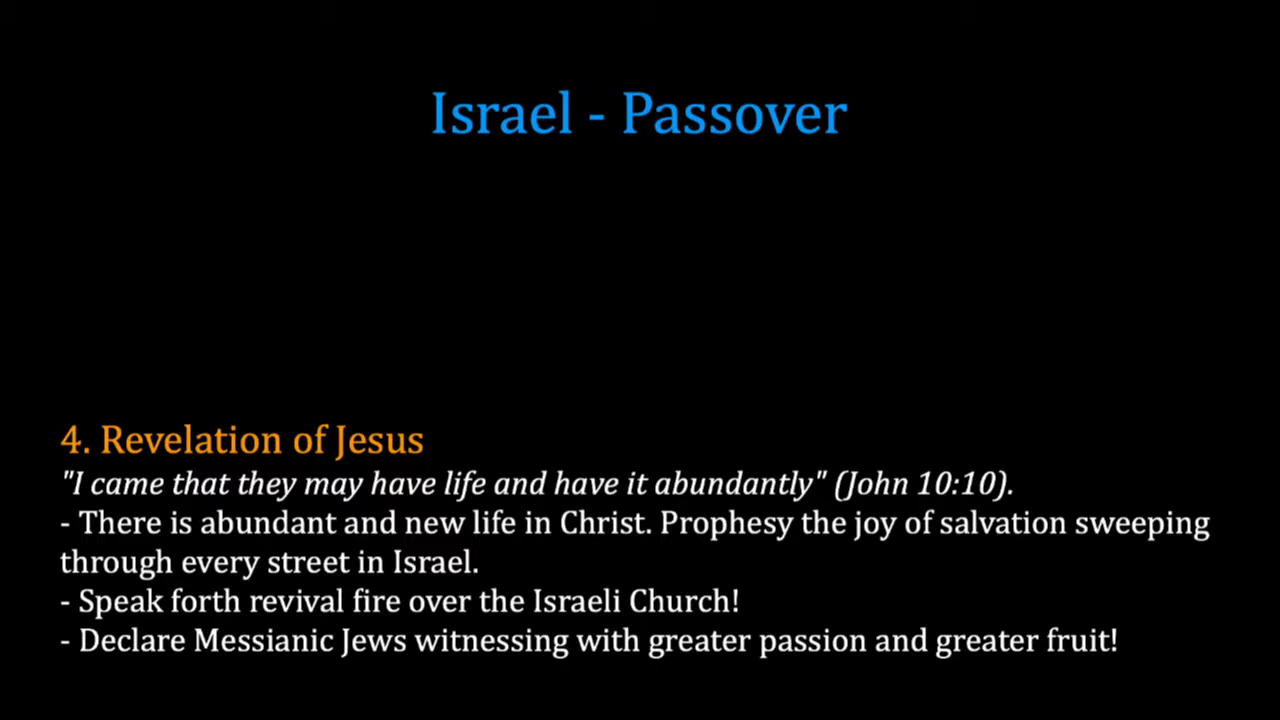 Israel - Passover
4. Revelation of Jesus
"I came that they may have life and have it abundantly" (John 10:10).
- There is abundant and new life in Christ. Prophesy the joy of salvation sweeping
through every street in Israel.
- Speak forth revival fire over the Israeli Church!
- Declare Messianic Jews witnessing with greater passion and greater fruit!